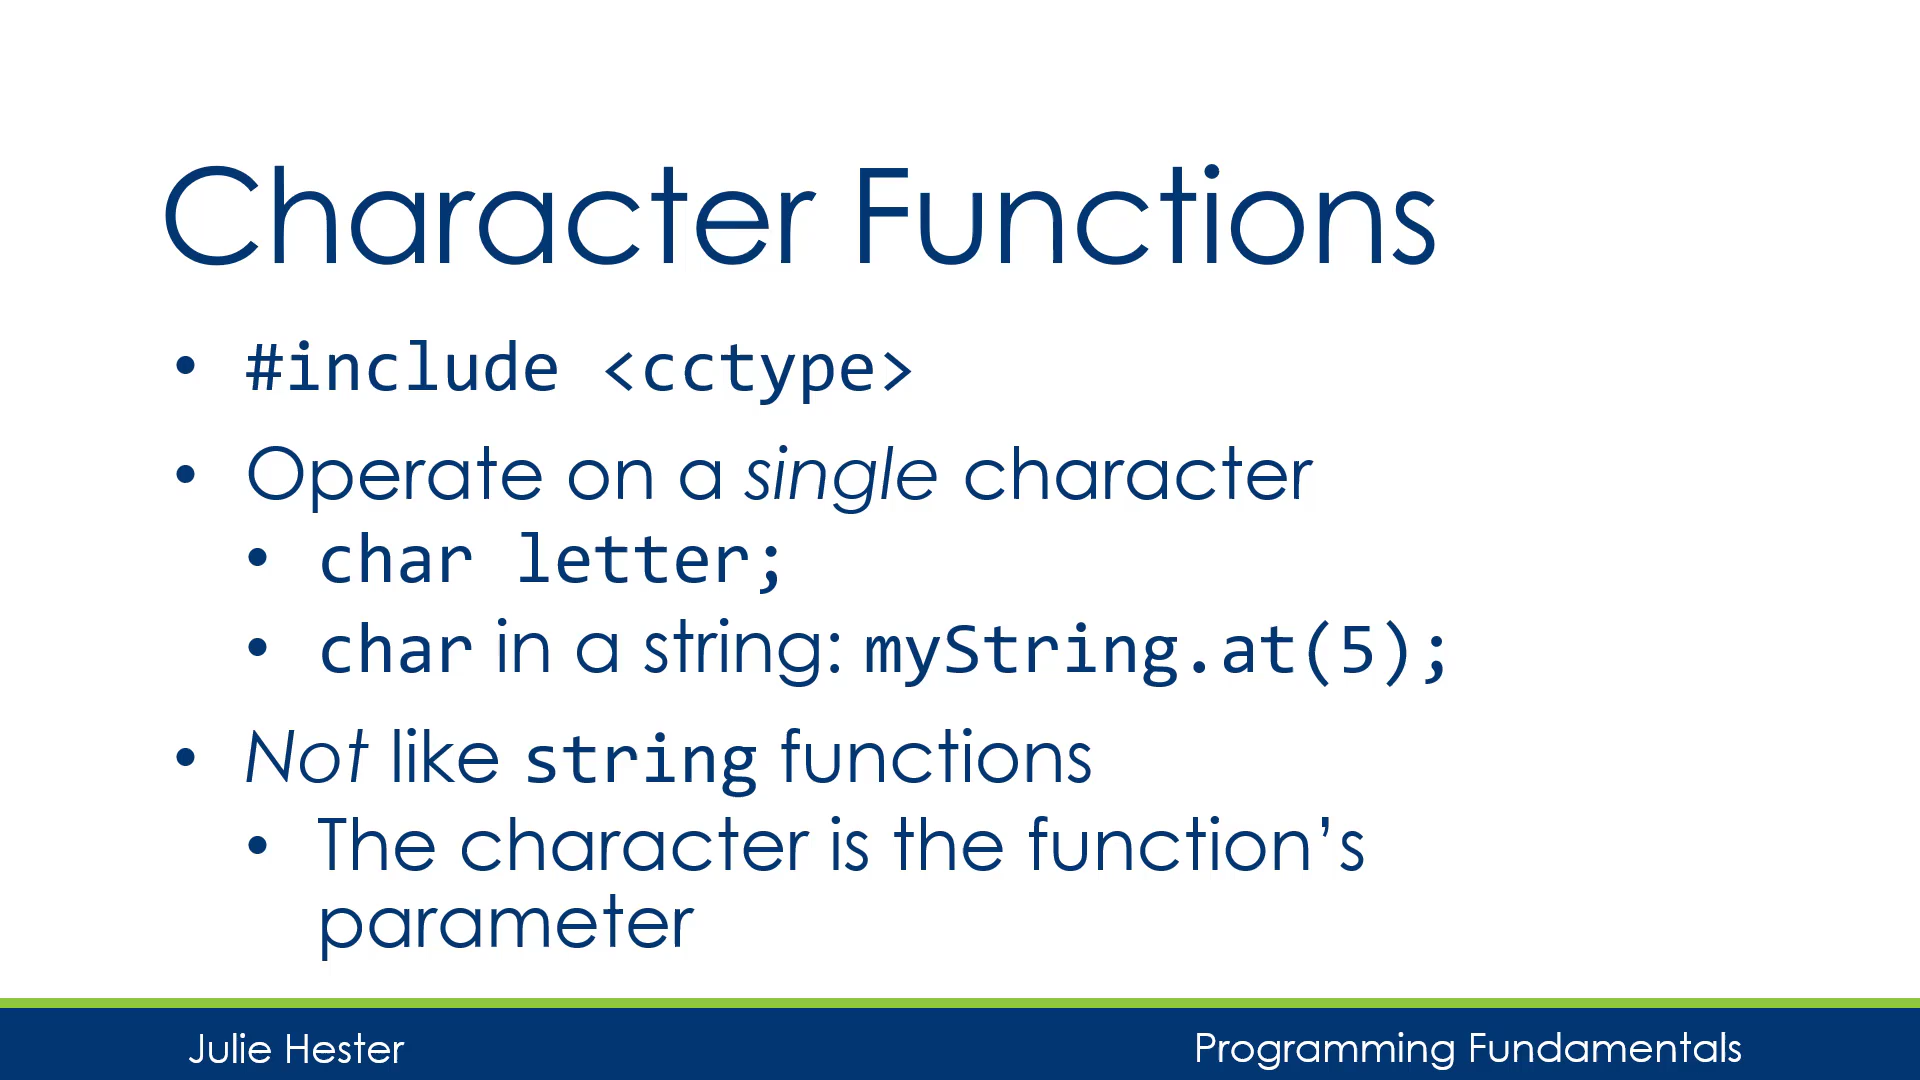 Character Functions
• #include <cctype>
• Operate on a single character
• char letter;
• char in a string: myString.at(5);
• Not like string functions
• The character is the function’s
parameter
Julie Hester
Programming Fundamentals